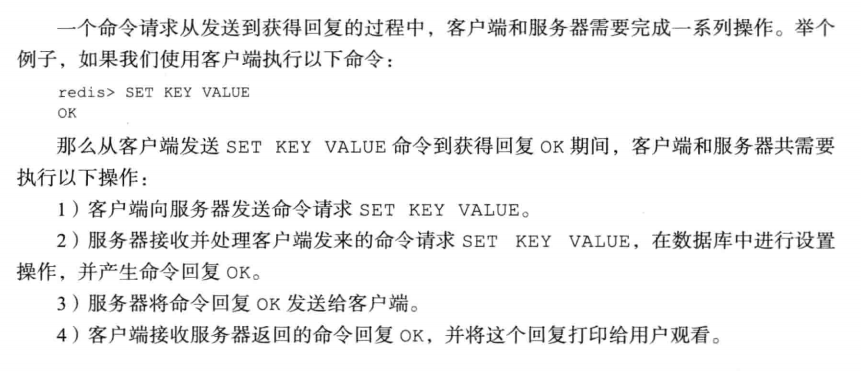 一个命令请求从发送到获得回复的过程中，客户端和服务器需要完成一系列操作。举个
例子，如果我们使用客户端执行以下命令：
redis> SET KEY VALUE
OK
那么从客户端发送 SET KEY VALUE 命令到获得回复 OK 期间，客户端和服务器共需要
执行以下操作：
1）客户端向服务器发送命令请求 SET KEY VALUE。
2）服务器接收并处理客户端发来的命令请求 SET KEY VALUE，在数据库中进行设置
操作，并产生命令回复 OK。
3）服务器将命令回复 OK 发送给客户端。
4）客户端接收服务器返回的命令回复 OK，并将这个回复打印给用户观看。